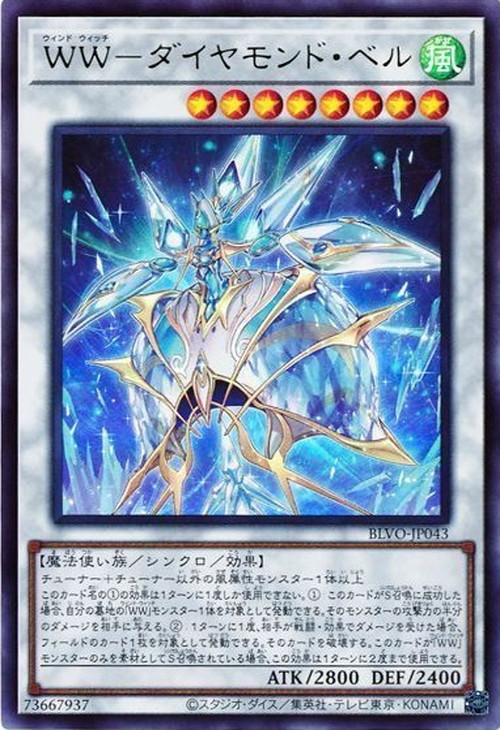 ウィンド ウィッチ
WW－ダイヤモンド・ベル
風
BLVO-JP043
【魔法使い族／シンクロ／効果】
チューナー＋チューナー以外の風属性モンスター１体以上
このカード名の①の効果は１ターンに１度しか使用できない。①：このカードがS召喚に成功した
場合、自分の墓地の「WW」モンスター１体を対象として発動できる。そのモンスターの攻撃力の半分
のダメージを相手に与える。②：１ターンに１度、相手が戦闘・効果でダメージを受けた場合、
フィールドのカード１枚を対象として発動できる。そのカードを破壊する。このカードが「WW」
モンスターのみを素材としてS召喚されている場合、この効果は１ターンに２度まで使用できる。
ATK/2800 DEF/2400
73667937
©スタジオ・ダイス／集英社・テレビ東京・KONAMI